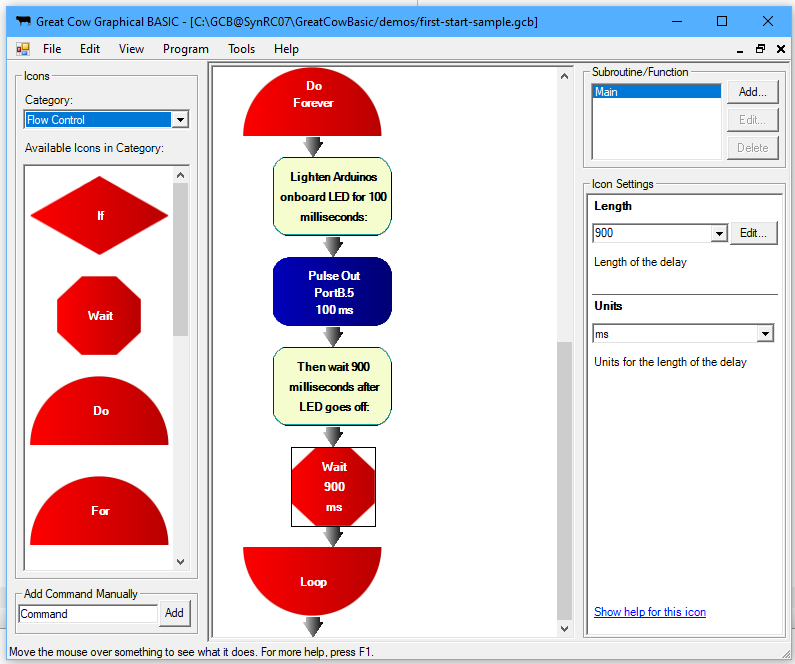 Great Cow Graphical BASIC - [C:\GCB@SynRC07\GreatCowBasic/demos/first-start-sample.gcb]
File Edit View Program Tools Help
Icons
Category:
Flow Control
Available Icons in Category:
If
Wait
Do
For
Add Command Manually
Command
Add
Do
Forever
Lighten Arduinos
onboard LED for 100
milliseconds:
Pulse Out
PortB.5
100 ms
Then wait 900
milliseconds after
LED goes off:
Wait
900
ms
Loop
Subroutine/Function
Main
Add...
Edit...
Delete
Icon Settings
Length
900
Edit...
Length of the delay
Units
ms
Units for the length of the delay
Show help for this icon
Move the mouse over something to see what it does. For more help, press F1.